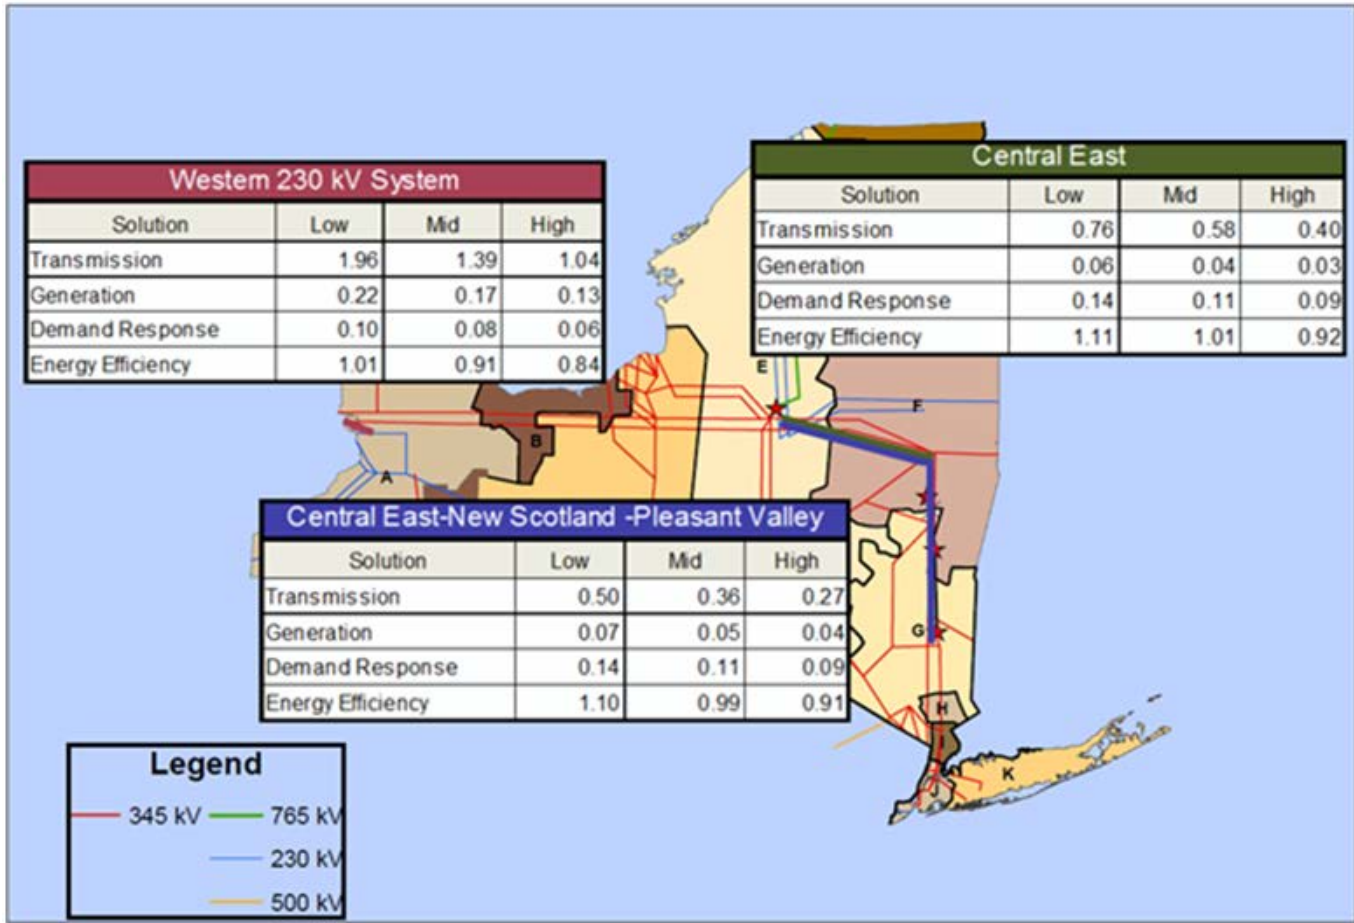 Western 230 kV System
Solution Low Mid High
Transmission 1.96 1.39 1.04
Generation 0.22 0.17 0.13
Demand Response 0.10 0.08 0.06
Energy Efficiency 1.01 0.91 0.84
Central East
Solution Low Mid High
Transmission 0.76 0.58 0.40
Generation 0.06 0.04 0.03
Demand Response 0.14 0.11 0.09
Energy Efficiency 1.11 1.01 0.92
E
F
B
A
Central East-New Scotland -Pleasant Valley
Solution Low Mid High
Transmission 0.50 0.36 0.27
Generation 0.07 0.05 0.04
Demand Response 0.14 0.11 0.09
Energy Efficiency 1.10 0.99 0.91
G
H
I
K
J
Legend
345 kV 765 kV
230 kV
500 kV